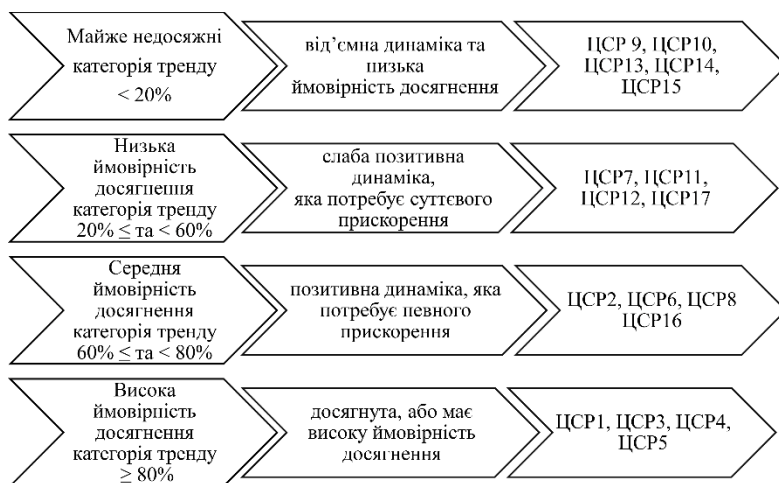 Майже недосяжні
категорія тренду
< 20%
від’ємна динаміка та
низька
ймовірність досягнення
ЦСР 9, ЦСР10,
ЦСР13, ЦСР14,
ЦСР15
Низька
ймовірність
досягнення
категорія тренду
20% ≤ та < 60%
слабка позитивна
динаміка,
яка потребує суттєвого
прискорення
ЦСР7, ЦСР11,
ЦСР12, ЦСР17
Середня
ймовірність
досягнення
категорія тренду
60% ≤ та < 80%
позитивна динаміка, яка
потребує певного
прискорення
ЦСР2, ЦСР6, ЦСР8
ЦСР16
Висока
ймовірність
досягнення
категорія тренду
≥ 80%
досягнута, або має
високу ймовірність
досягнення
ЦСР1, ЦСР3, ЦСР4,
ЦСР5